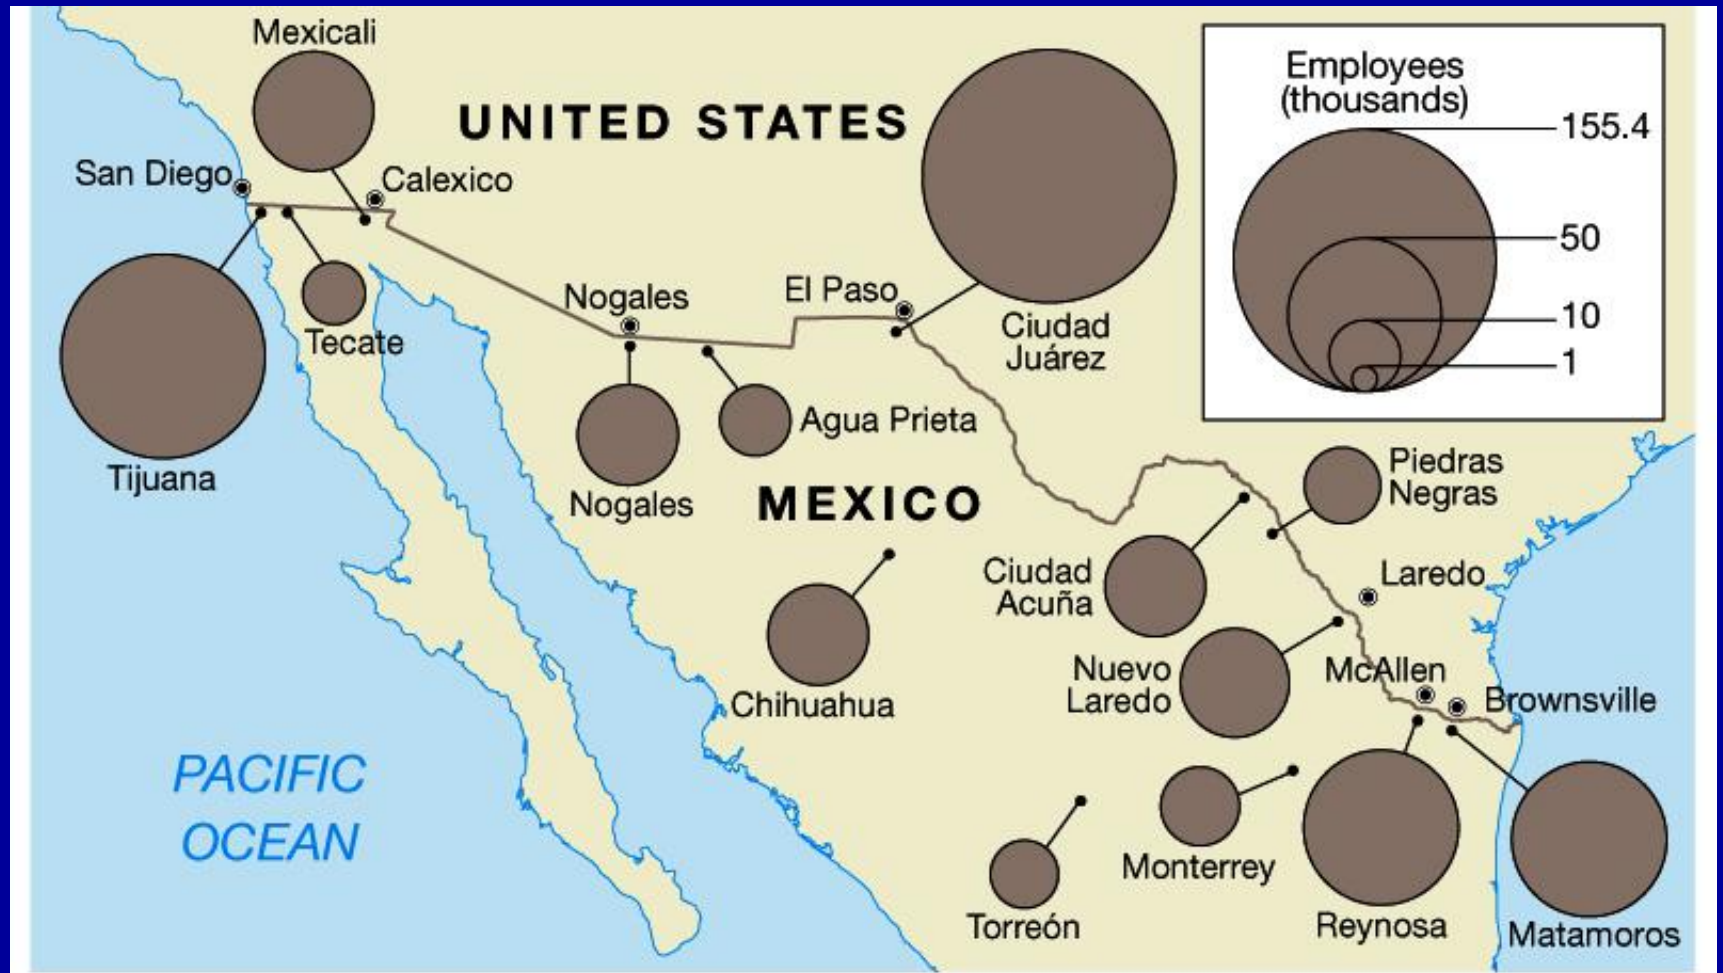 Mexicali
UNITED STATES
San Diego
Calexico
Tijuana
Tecate
Nogales
El Paso
Ciudad
Juárez
Nogales
Agua Prieta
MEXICO
Employees
(thousands)
155.4
50
10
1
Piedras
Negras
Ciudad
Acuña
Laredo
Chihuahua
Nuevo
Laredo
McAllen
Brownsville
PACIFIC
OCEAN
Monterrey
Torreón
Reynosa
Matamoros